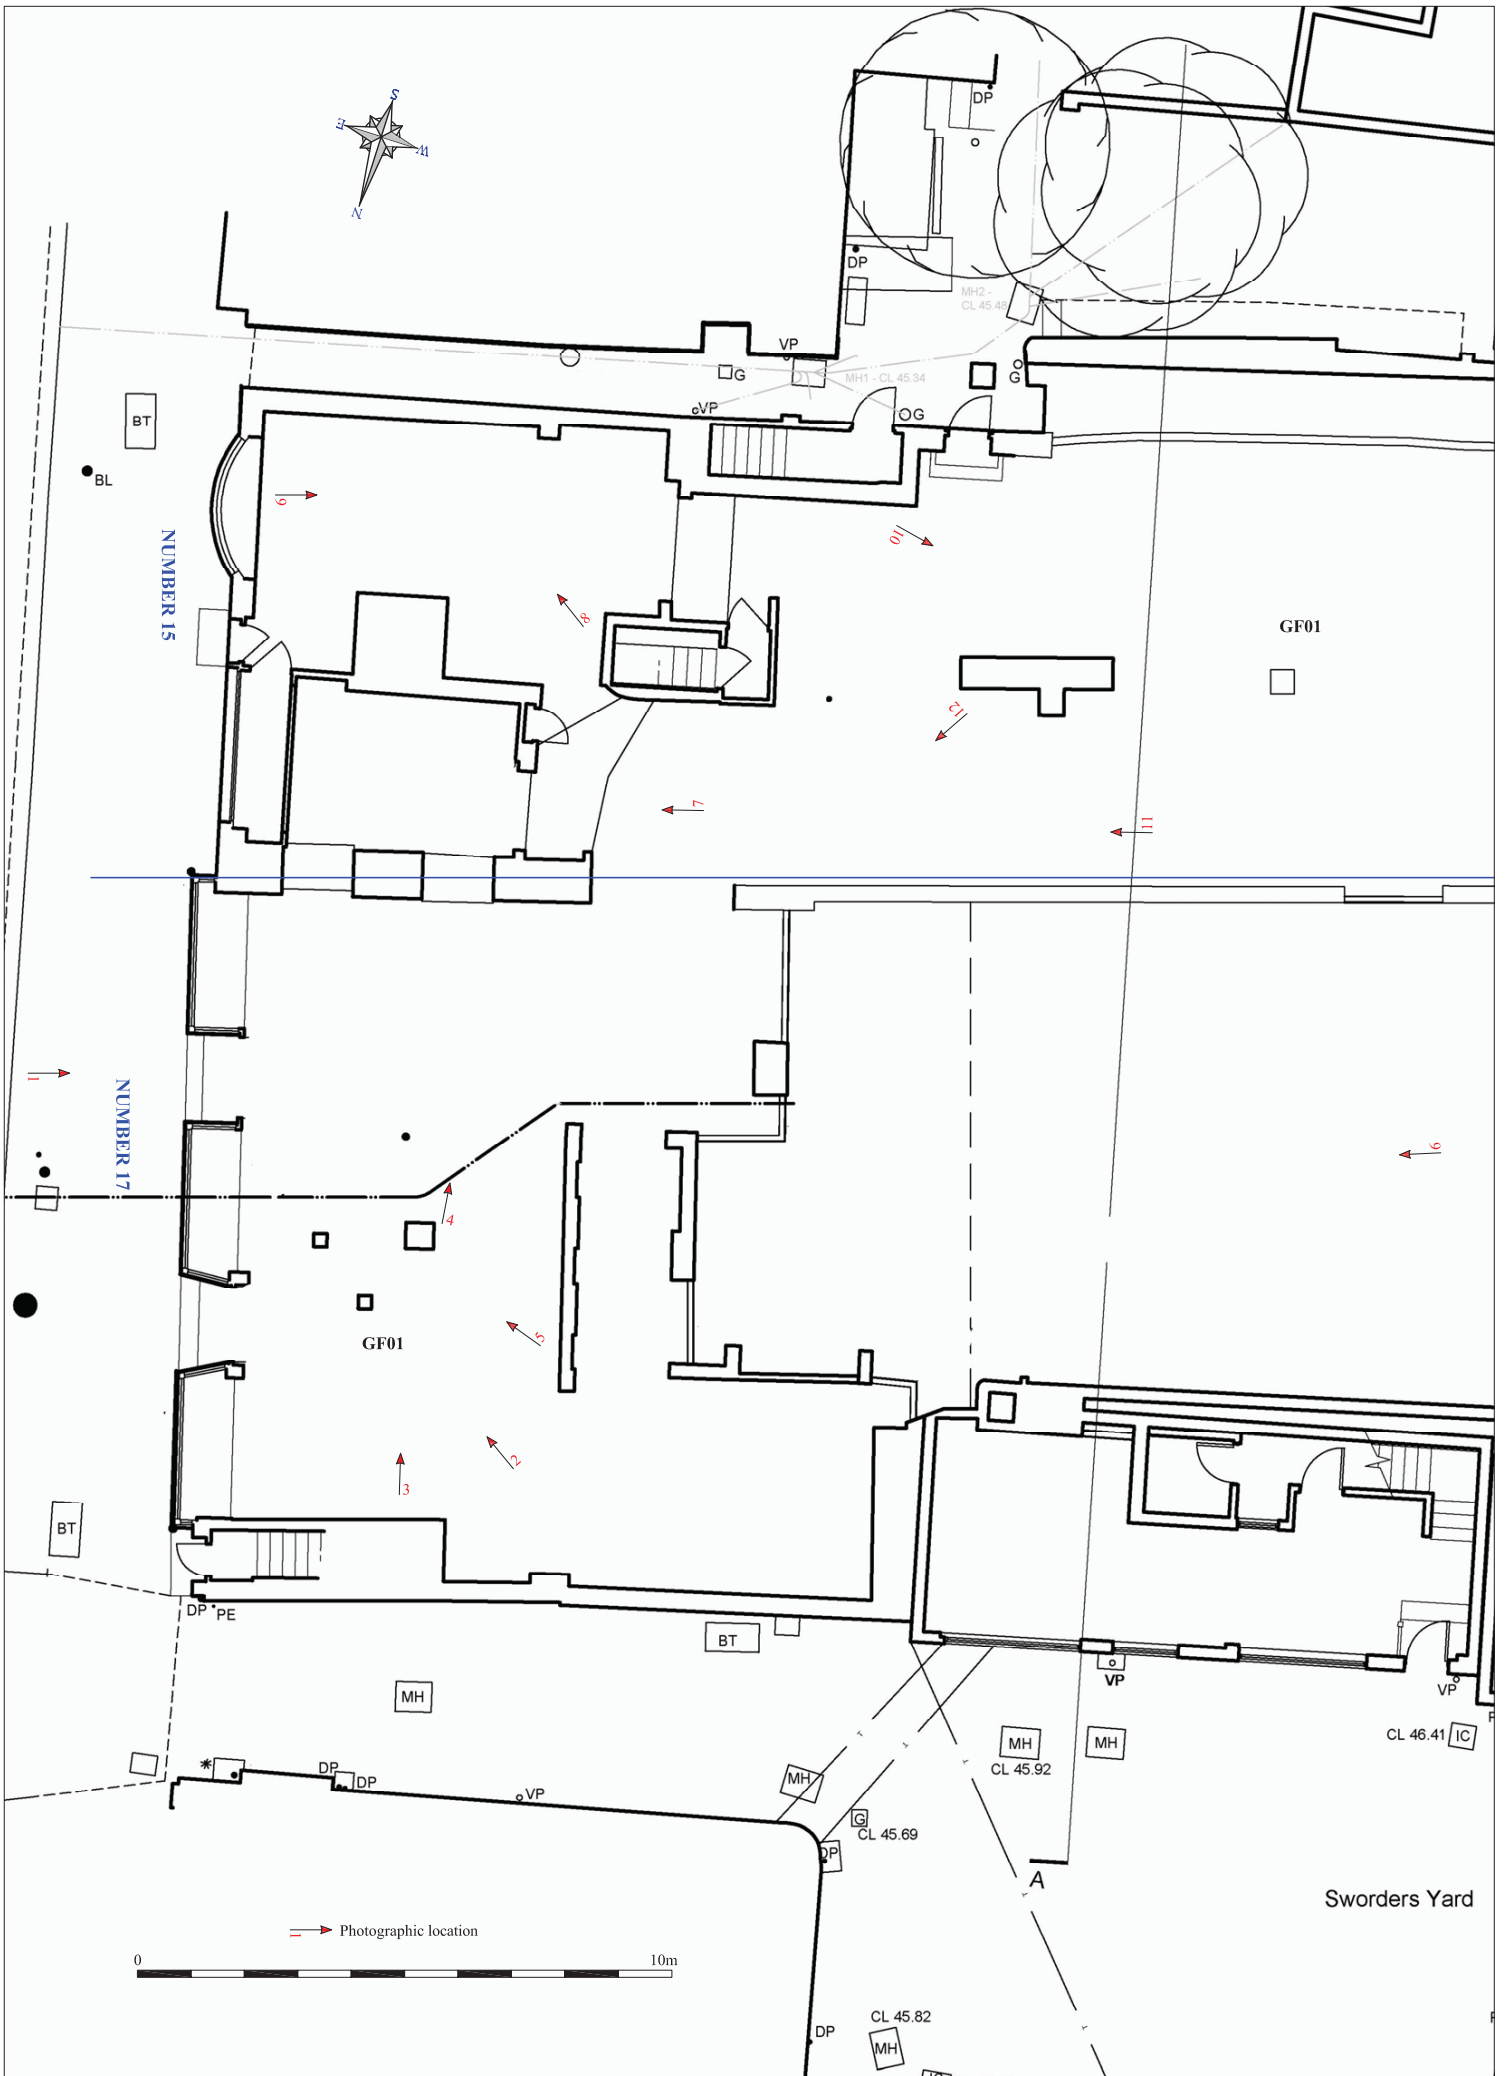 S
E
W
N
DP
DP
MH2 -
CL 45.48
VP
G
MH1 - CL 45.34
G
VP
G
BT
BL
9
10
NUMBER 15
8
GF01
12
7
11
1
NUMBER 17
6
4
5
GF01
2
3
BT
DP
PE
BT
MH
VP
VP
CL 46.41
IC
MH
MH
CL 45.92
DP
DP
VP
MH
G
CL 45.69
DP
A
Sworders Yard
1
Photographic location
0
10m
CL 45.82
MH
DP